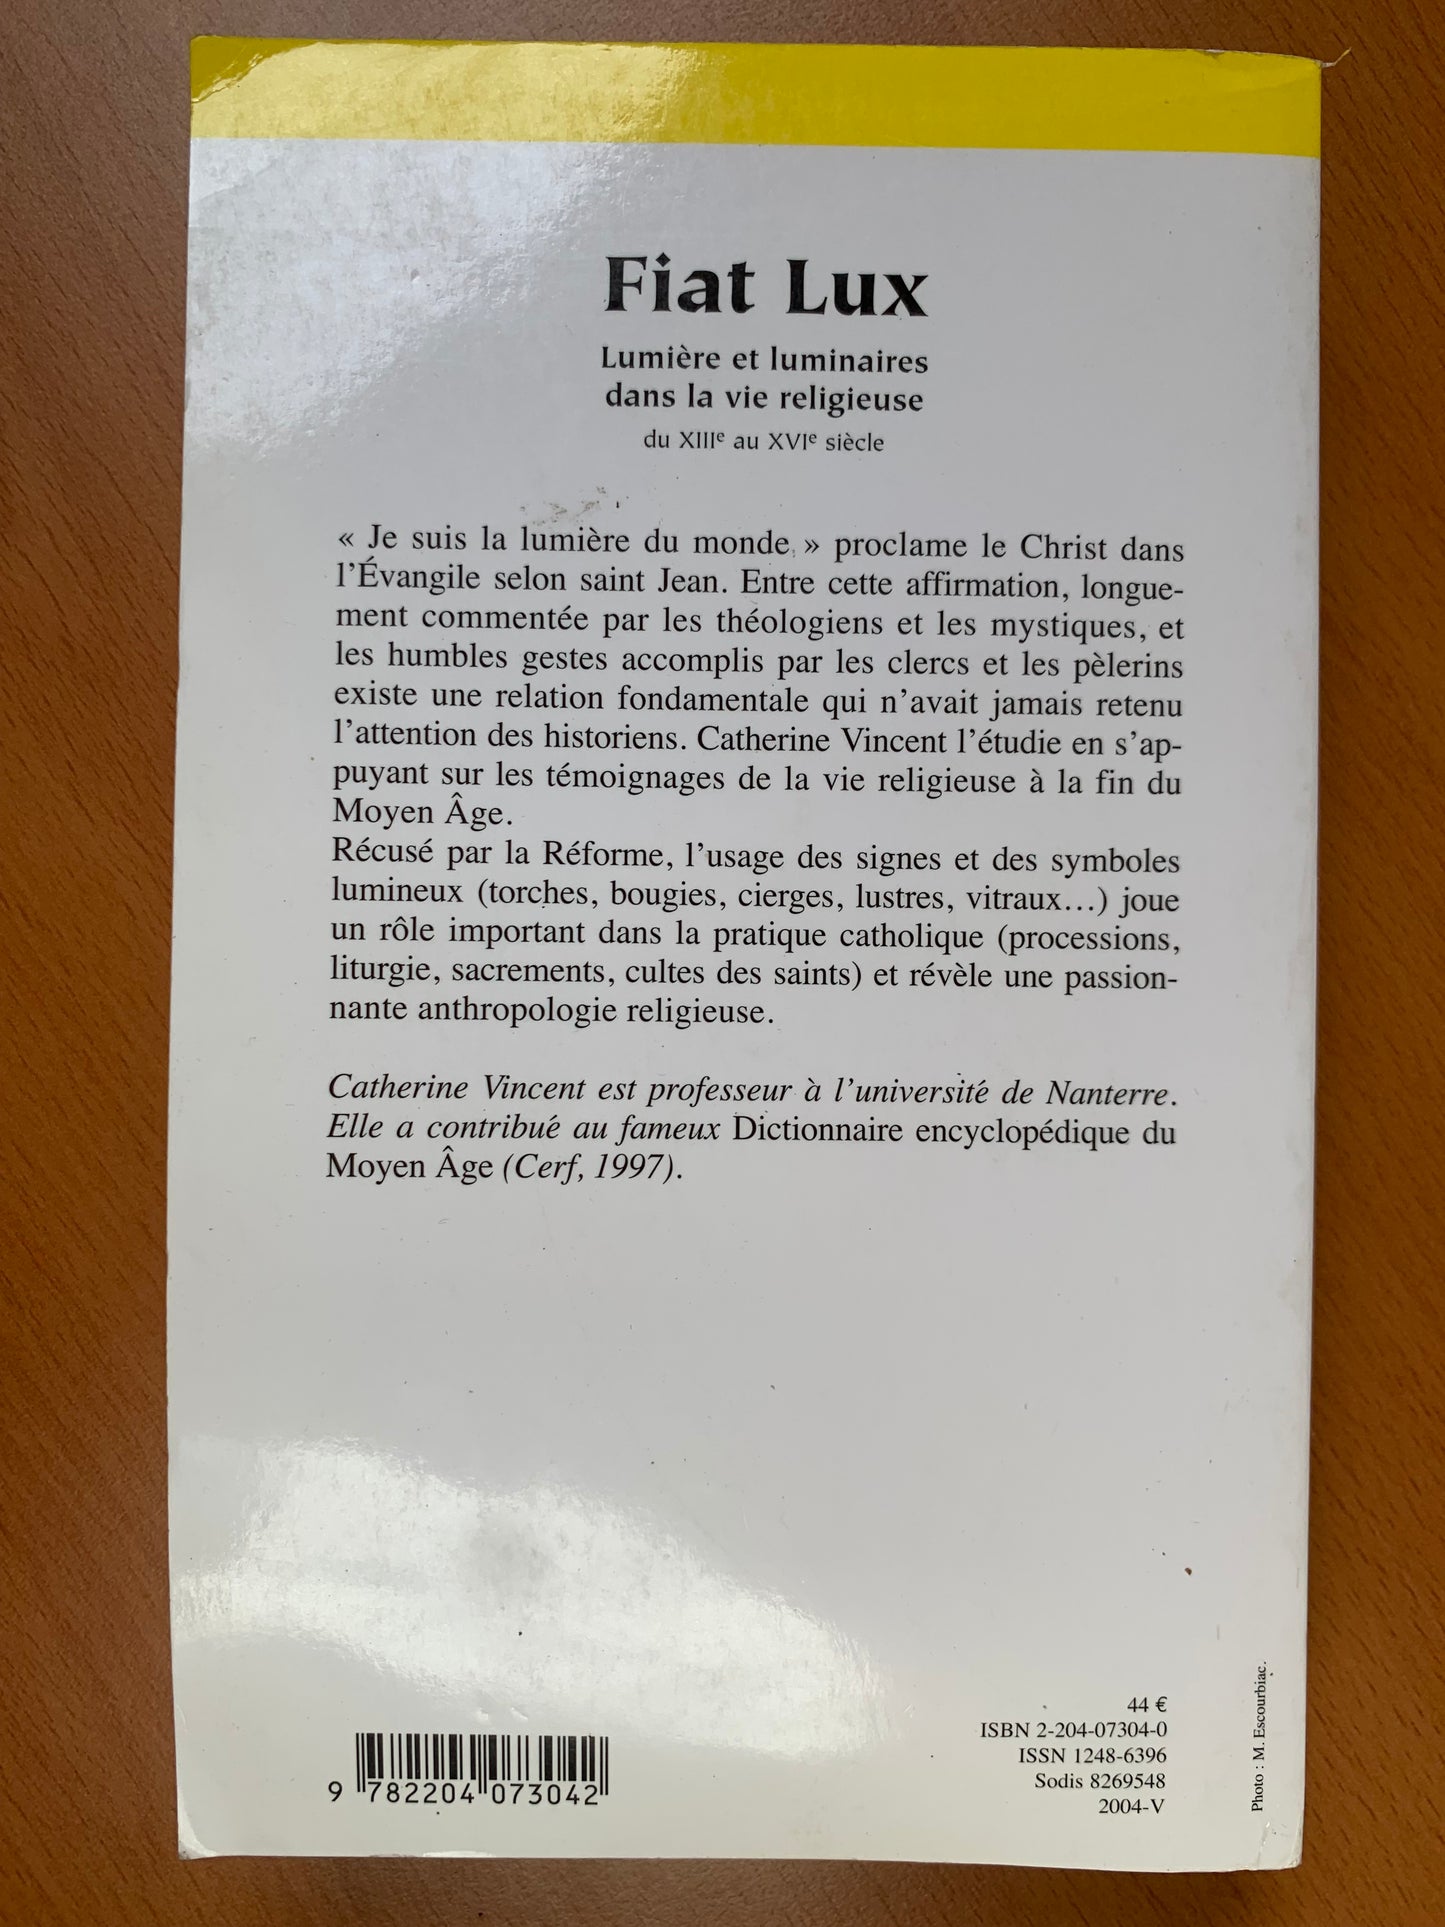 Fiat Lux
Lumière et luminaires
dans la vie religieuse
du XIIIe au XVIe siècle
« Je suis la lumière du monde, » proclame le Christ dans
l'Évangile selon saint Jean. Entre cette affirmation, longue-
ment commentée par les théologiens et les mystiques, et
les humbles gestes accomplis par les clercs et les pèlerins
existe une relation fondamentale qui n'avait jamais retenu
l'attention des historiens. Catherine Vincent l'étudie en s'ap-
puyant sur les témoignages de la vie religieuse à la fin du
Moyen Âge.
Récusé par la Réforme, l'usage des signes et des symboles
lumineux (torches, bougies, cierges, lustres, vitraux…) joue
un rôle important dans la pratique catholique (processions,
liturgie, sacrements, cultes des saints) et révèle une passion-
nante anthropologie religieuse.
Catherine Vincent est professeur à l'université de Nanterre.
Elle a contribué au fameux Dictionnaire encyclopédique du
Moyen Âge (Cerf, 1997).
44 €
ISBN 2-204-07304-0
ISSN 1248-6396
Sodis 8269548
2004-V
9 782204 073042
Photo : M. Escourbiac.